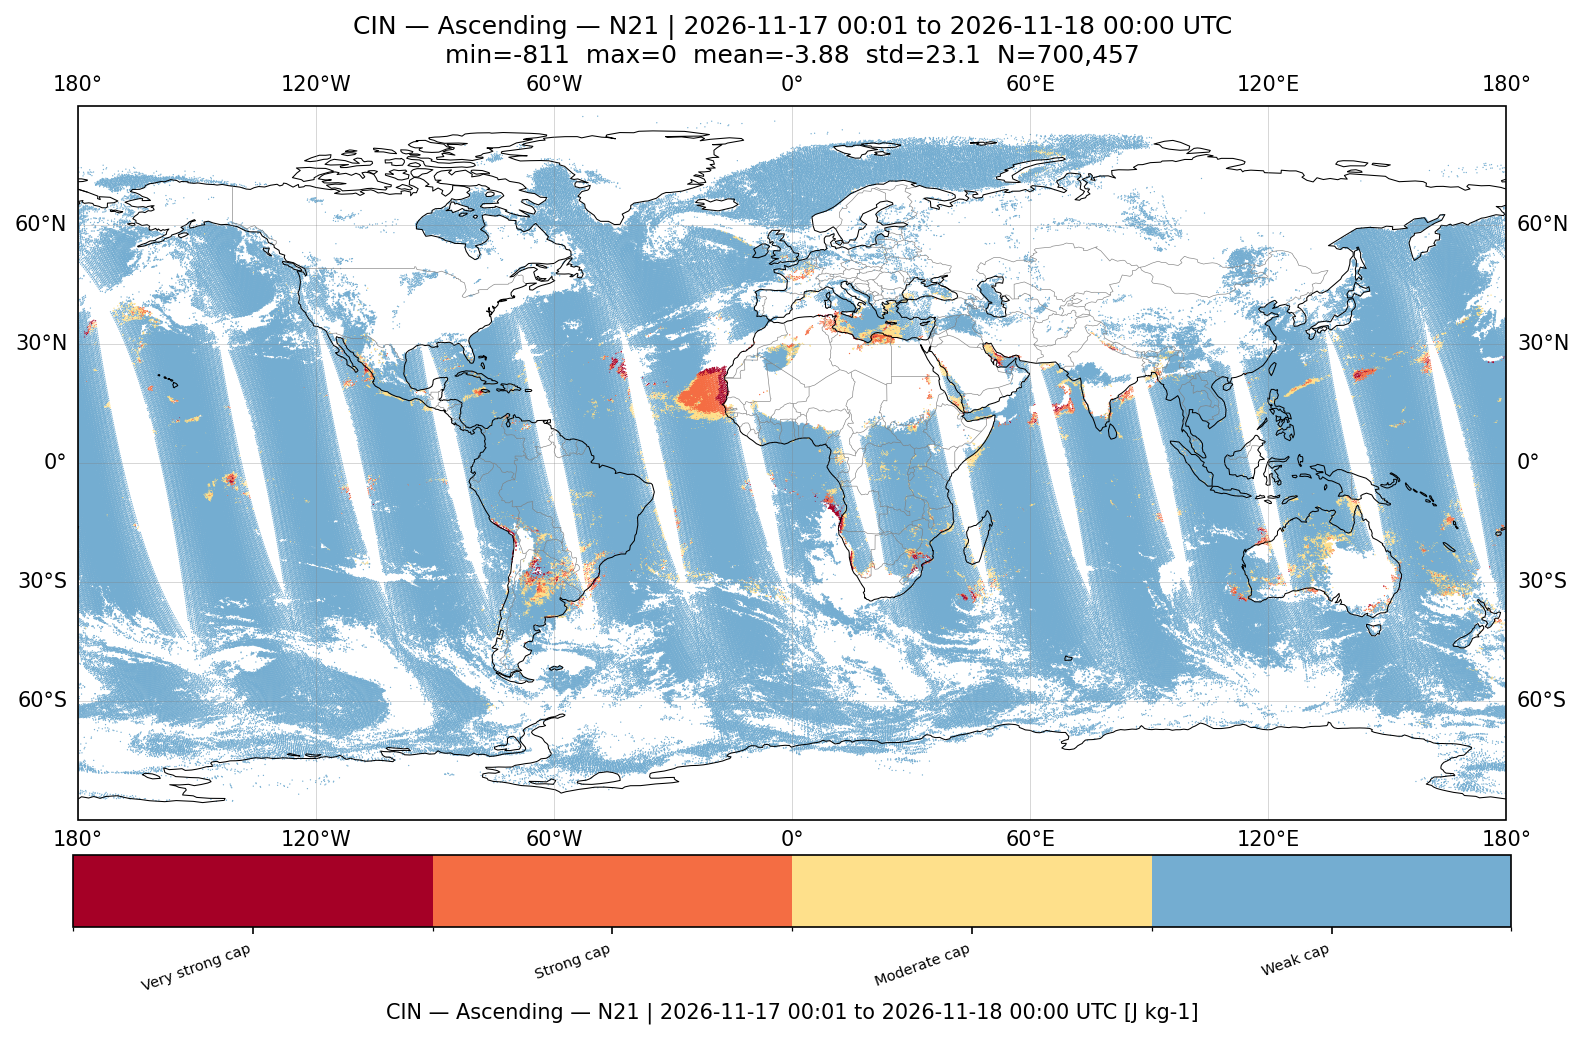 CIN — Ascending — N21 | 2026-11-17 00:01 to 2026-11-18 00:00 UTC
min=-811  max=0  mean=-3.88  std=23.1  N=700,457
180° 120°W 60°W 0° 60°E 120°E 180°
60°N 60°N
30°N 30°N
0° 0°
30°S 30°S
60°S 60°S
180° 120°W 60°W 0° 60°E 120°E 180°
Very strong cap Strong cap Moderate cap Weak cap
CIN — Ascending — N21 | 2026-11-17 00:01 to 2026-11-18 00:00 UTC [J kg-1]